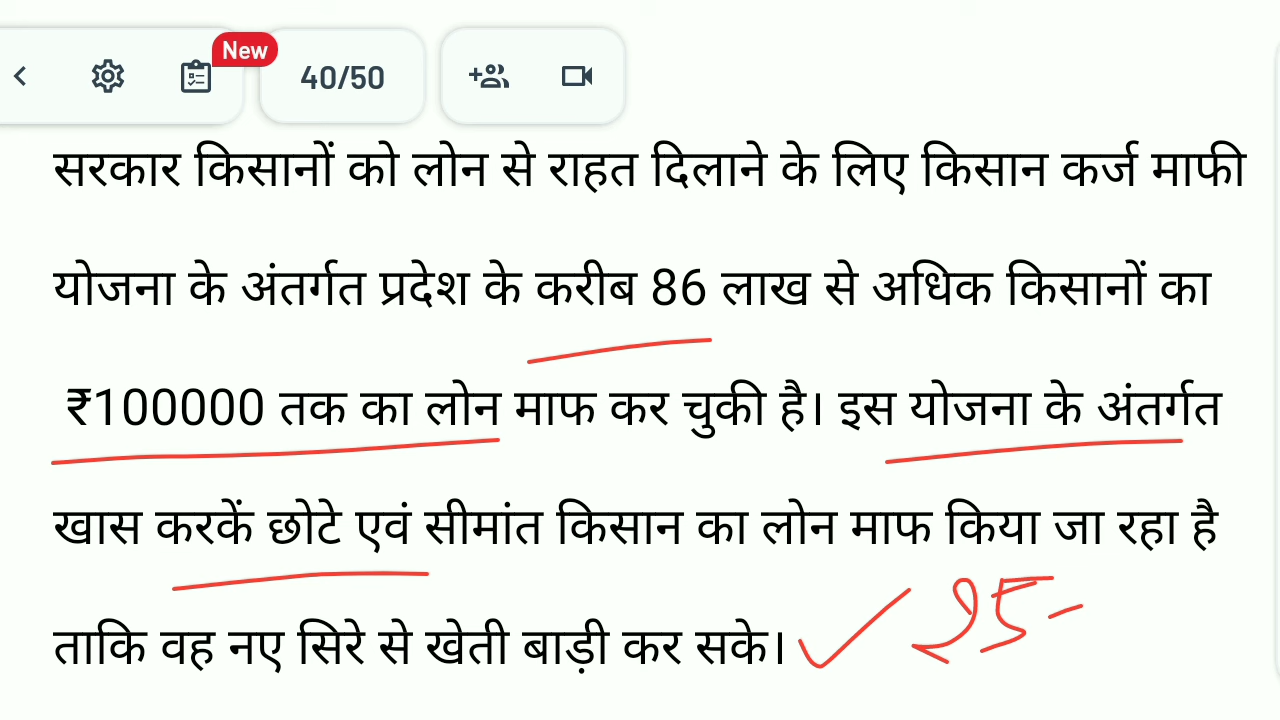 New
40/50
सरकार किसानों को लोन से राहत दिलाने के लिए किसान कर्ज माफी
योजना के अंतर्गत प्रदेश के करीब 86 लाख से अधिक किसानों का
₹100000 तक का लोन माफ कर चुकी है। इस योजना के अंतर्गत
खास करकें छोटे एवं सीमांत किसान का लोन माफ किया जा रहा है
ताकि वह नए सिरे से खेती बाड़ी कर सके। 25-